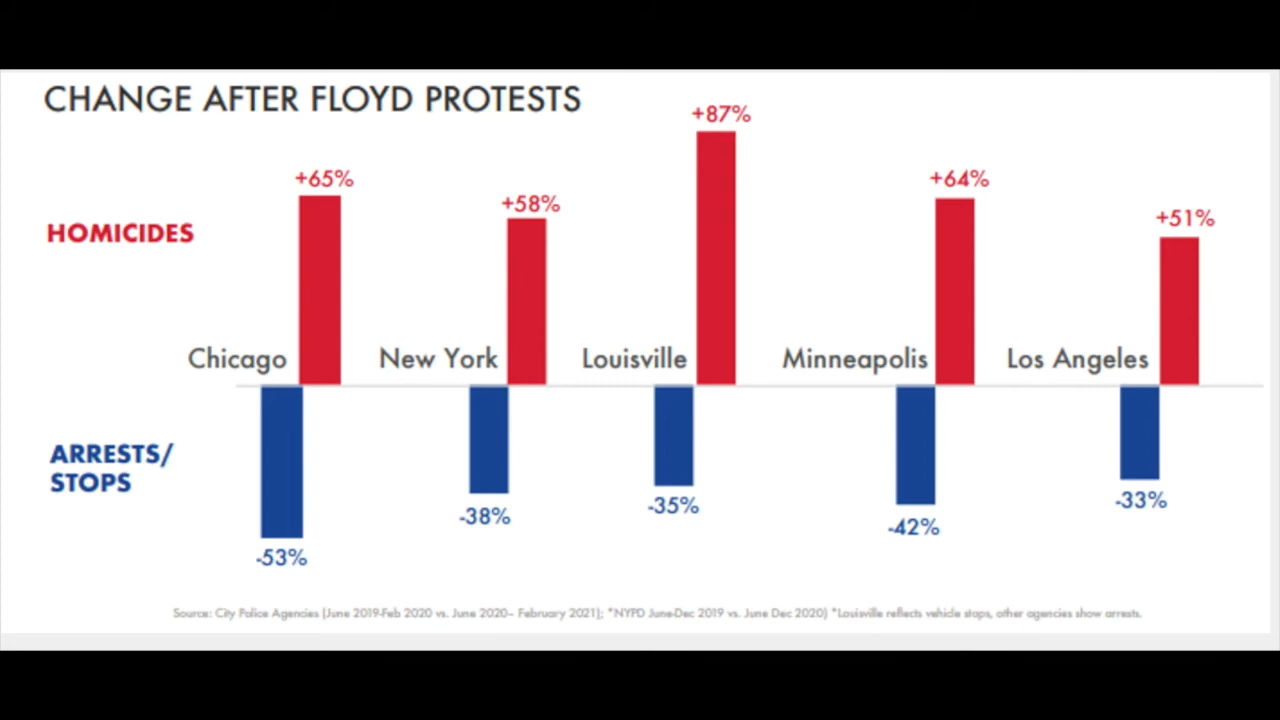 CHANGE AFTER FLOYD PROTESTS
+87%
+65%
+58%
+64%
+51%
HOMICIDES
Chicago
New York
Louisville
Minneapolis
Los Angeles
ARRESTS/
STOPS
-53%
-38%
-35%
-42%
-33%
Source: City Police Agencies (June 2019-Feb 2020 vs. June 2020– February 2021); *NYPD June-Dec 2019 vs. June Dec 2020) *Louisville reflects vehicle stops, other agencies show arrests.